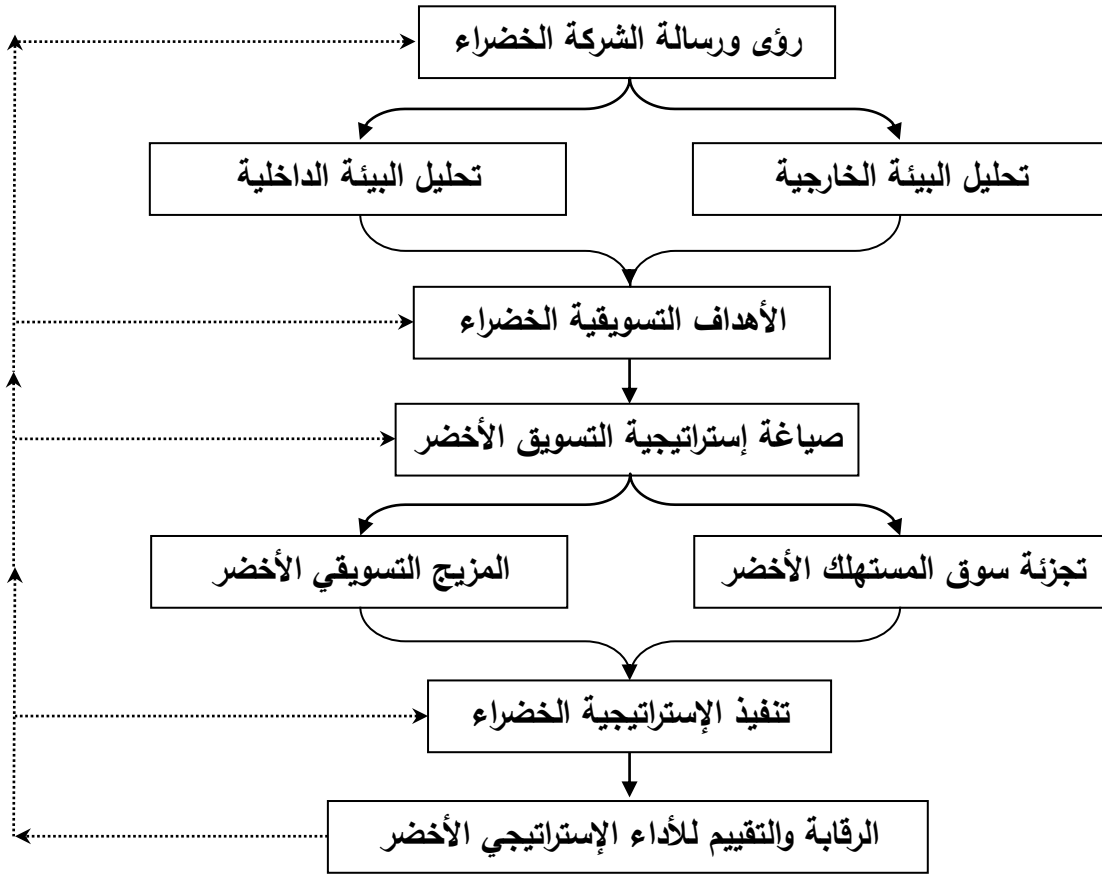 رؤى ورسالة الشركة الخضراء
تحليل البيئة الخارجية
تحليل البيئة الداخلية
الأهداف التسويقية الخضراء
صياغة إستراتيجية التسويق الأخضر
تجزئة سوق المستهلك الأخضر
المزيج التسويقي الأخضر
تنفيذ الإستراتيجية الخضراء
الرقابة والتقييم للأداء الإستراتيجي الأخضر